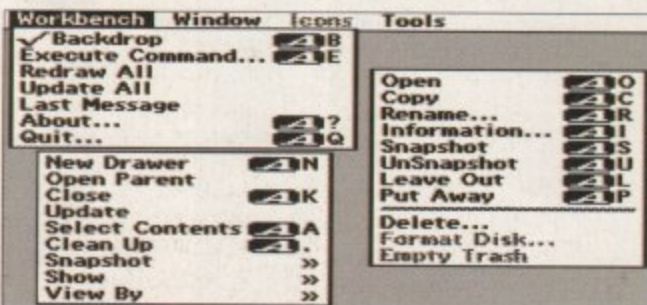 Workbench Window Icons Tools
✓ Backdrop A B
Execute Command... A E
Redraw All
Update All
Last Message
About... A ?
Quit... A Q
New Drawer A N
Open Parent
Close A K
Update
Select Contents A A
Clean Up A .
Snapshot »
Show »
View By »
Open A O
Copy A C
Rename... A R
Information... A I
Snapshot A S
UnSnapshot A U
Leave Out A L
Put Away A P
Delete...
Format Disk...
Empty Trash